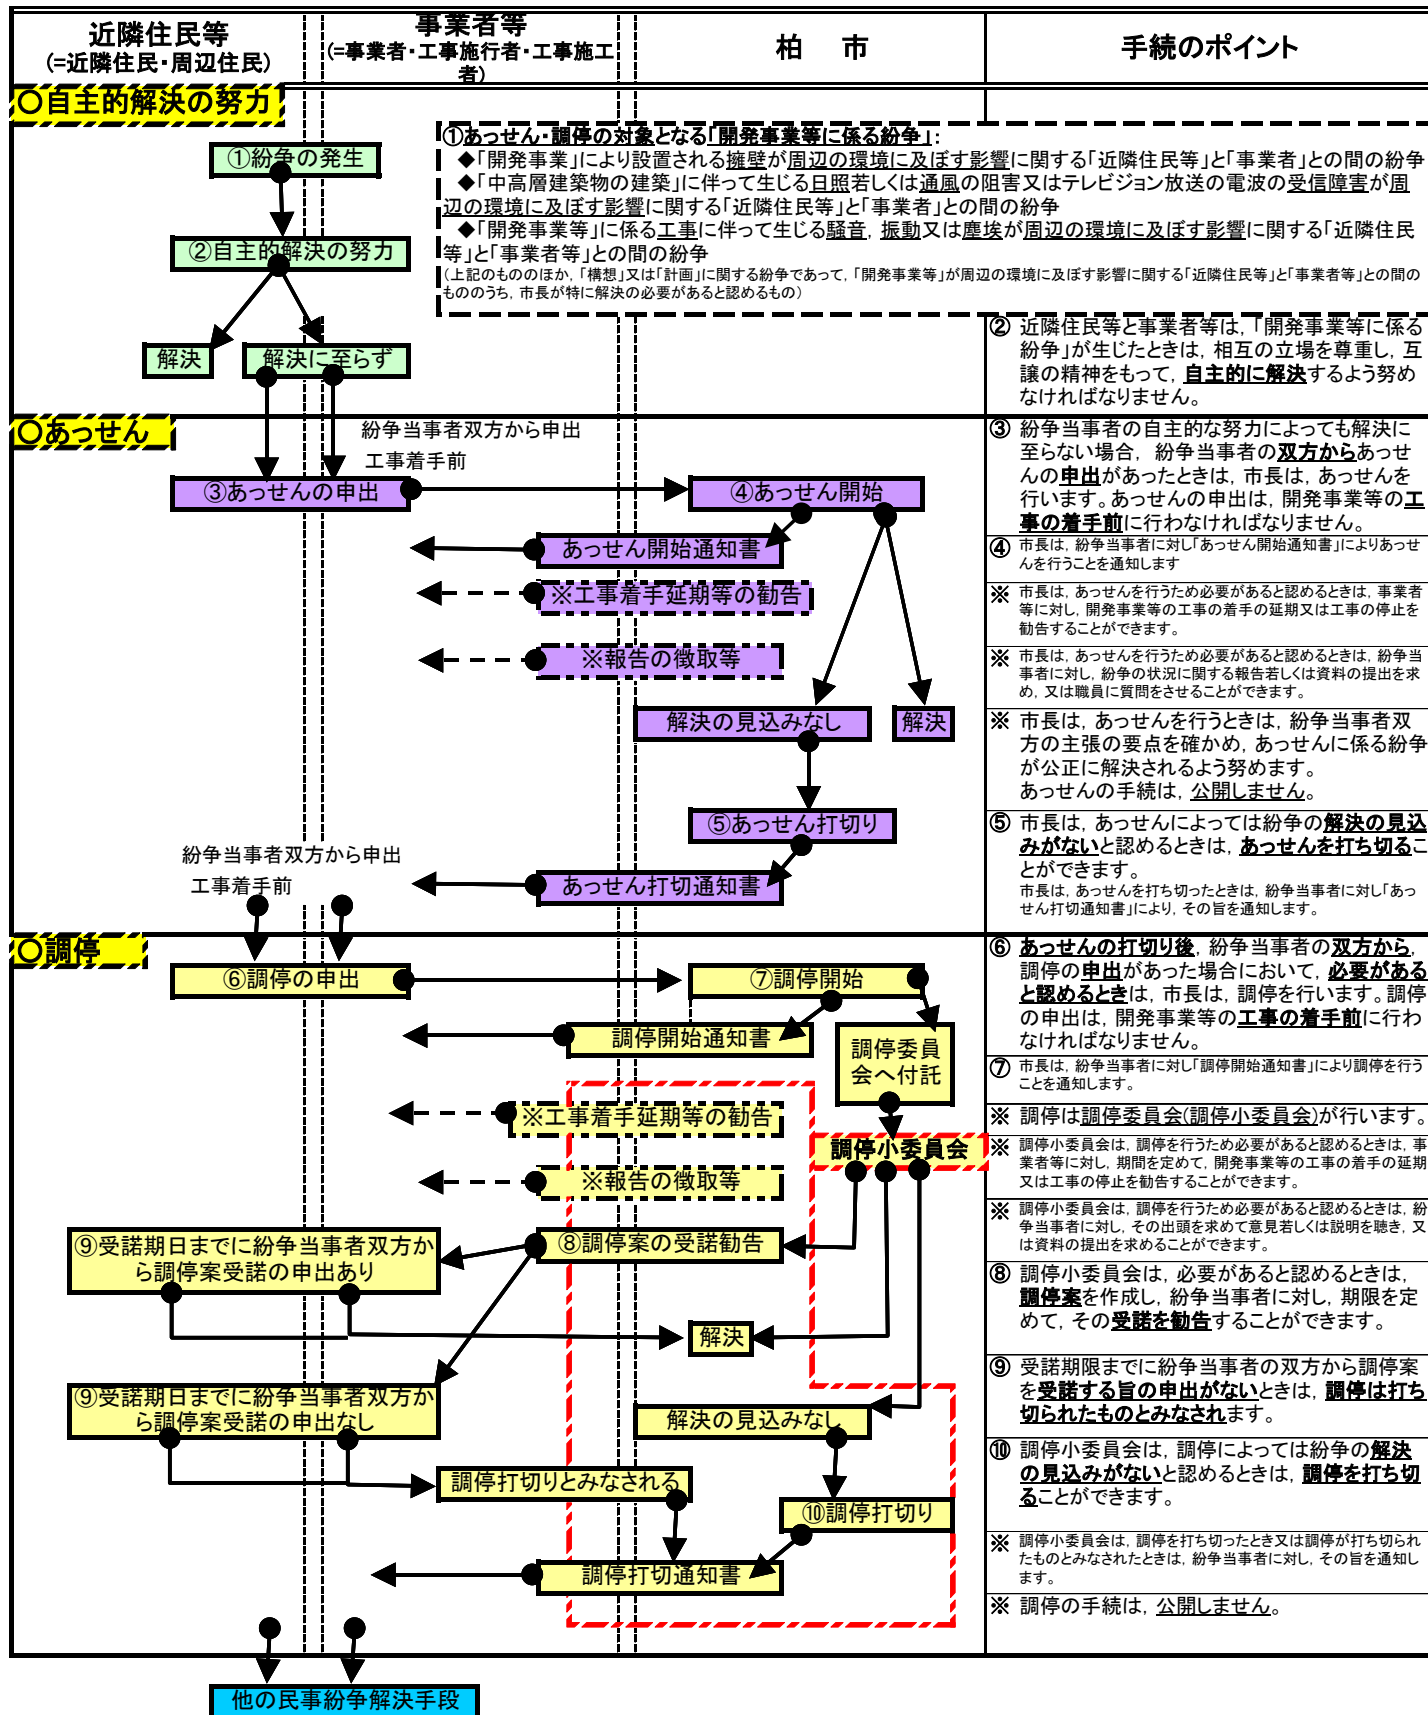 近隣住民等
(=近隣住民・周辺住民)
事業者等
(=事業者・工事施行者・工事施工
者)
柏　市
手続のポイント
〇自主的解決の努力
①紛争の発生
②自主的解決の努力
解決
解決に至らず
①あっせん・調停の対象となる「開発事業等に係る紛争」:
◆「開発事業」により設置される擁壁が周辺の環境に及ぼす影響に関する「近隣住民等」と「事業者」との間の紛争
◆「中高層建築物の建築」に伴って生じる日照若しくは通風の阻害又はテレビジョン放送の電波の受信障害が周
辺の環境に及ぼす影響に関する「近隣住民等」と「事業者」との間の紛争
◆「開発事業等」に係る工事に伴って生じる騒音，振動又は塵埃が周辺の環境に及ぼす影響に関する「近隣住民
等」と「事業者等」との間の紛争
(上記のもののほか，「構想」又は「計画」に関する紛争であって，「開発事業等」が周辺の環境に及ぼす影響に関する「近隣住民等」と「事業者等」との間の
もののうち，市長が特に解決の必要があると認めるもの)
② 近隣住民等と事業者等は，「開発事業等に係る
紛争」が生じたときは，相互の立場を尊重し，互
譲の精神をもって，自主的に解決するよう努め
なければなりません。
〇あっせん
紛争当事者双方から申出
工事着手前
③あっせんの申出
④あっせん開始
あっせん開始通知書
※工事着手延期等の勧告
※報告の徴取等
解決の見込みなし
解決
⑤あっせん打切り
あっせん打切通知書
紛争当事者双方から申出
工事着手前
③ 紛争当事者の自主的な努力によっても解決に
至らない場合，紛争当事者の双方からあっせ
んの申出があったときは，市長は，あっせんを
行います。あっせんの申出は，開発事業等の工
事の着手前に行わなければなりません。
④ 市長は，紛争当事者に対し「あっせん開始通知書」によりあっせ
んを行うことを通知します
※ 市長は，あっせんを行うため必要があると認めるときは，事業者
等に対し，開発事業等の工事の着手の延期又は工事の停止を
勧告することができます。
※ 市長は，あっせんを行うため必要があると認めるときは，紛争当
事者に対し，紛争の状況に関する報告若しくは資料の提出を求
め，又は職員に質問をさせることができます。
※ 市長は，あっせんを行うときは，紛争当事者双
方の主張の要点を確かめ，あっせんに係る紛争
が公正に解決されるよう努めます。
あっせんの手続は，公開しません。
⑤ 市長は，あっせんによっては紛争の解決の見込
みがないと認めるときは，あっせんを打ち切るこ
とができます。
市長は，あっせんを打ち切ったときは，紛争当事者に対し「あっ
せん打切通知書」により，その旨を通知します。
〇調停
⑥調停の申出
⑦調停開始
調停開始通知書
調停委員
会へ付託
※工事着手延期等の勧告
調停小委員会
※報告の徴取等
⑧調停案の受諾勧告
⑨受諾期日までに紛争当事者双方か
ら調停案受諾の申出あり
解決
⑨受諾期日までに紛争当事者双方か
ら調停案受諾の申出なし
解決の見込みなし
調停打切りとみなされる
⑩調停打切り
調停打切通知書
⑥ あっせんの打切り後，紛争当事者の双方から，
調停の申出があった場合において，必要がある
と認めるときは，市長は，調停を行います。調停
の申出は，開発事業等の工事の着手前に行わ
なければなりません。
⑦ 市長は，紛争当事者に対し「調停開始通知書」により調停を行う
ことを通知します。
※ 調停は調停委員会(調停小委員会)が行います。
※ 調停小委員会は，調停を行うため必要があると認めるときは，事
業者等に対し，期間を定めて，開発事業等の工事の着手の延期
又は工事の停止を勧告することができます。
※ 調停小委員会は，調停を行うため必要があると認めるときは，紛
争当事者に対し，その出頭を求めて意見若しくは説明を聴き，又
は資料の提出を求めることができます。
⑧ 調停小委員会は，必要があると認めるときは，
調停案を作成し，紛争当事者に対し，期限を定
めて，その受諾を勧告することができます。
⑨ 受諾期限までに紛争当事者の双方から調停案
を受諾する旨の申出がないときは，調停は打ち
切られたものとみなされます。
⑩ 調停小委員会は，調停によっては紛争の解決
の見込みがないと認めるときは，調停を打ち切
ることができます。
※ 調停小委員会は，調停を打ち切ったとき又は調停が打ち切られ
たものとみなされたときは，紛争当事者に対し，その旨を通知し
ます。
※ 調停の手続は，公開しません。
他の民事紛争解決手段